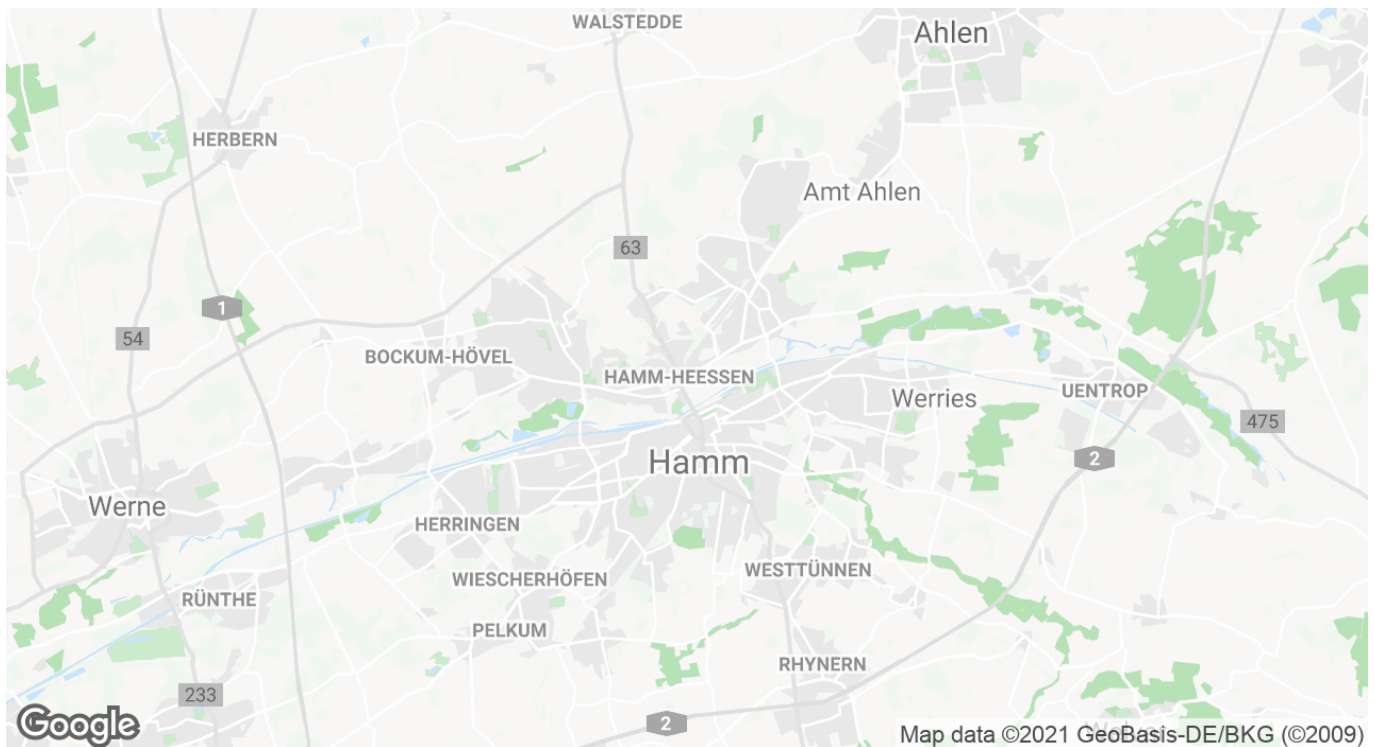 WALSTEDDE
Ahlen
HERBERN
Amt Ahlen
63
1
54
BOCKUM-HÖVEL
HAMM-HEESSEN
Werries
UENTROP
475
2
Hamm
Werne
HERRINGEN
WESTTÜNNEN
WIESCHERHÖFEN
RÜNTHE
PELKUM
RHYNERN
233
2
Google
Map data ©2021 GeoBasis-DE/BKG (©2009)